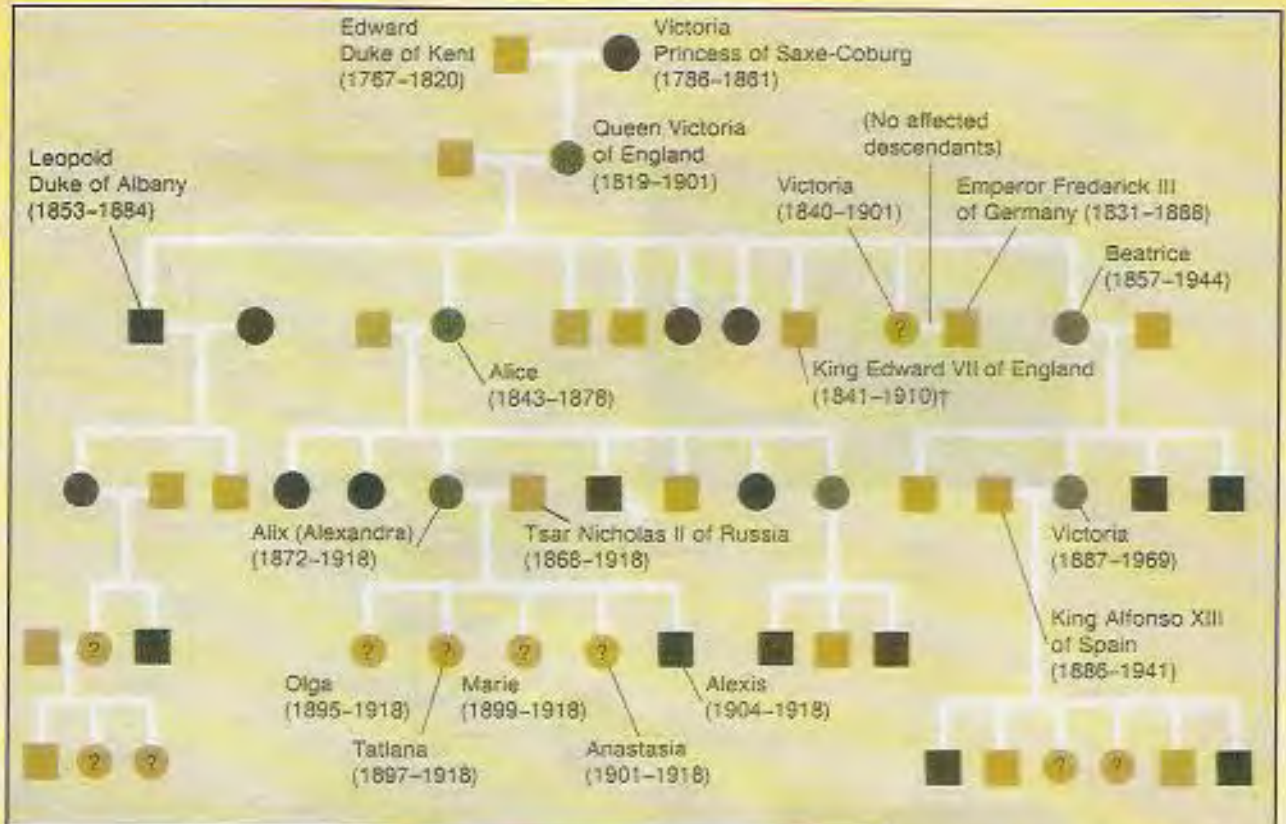 Edward
Duke of Kent
(1767–1820)
Victoria
Princess of Saxe-Coburg
(1786–1861)
Leopold
Duke of Albany
(1853–1884)
Queen Victoria
of England
(1819–1901)
(No affected
descendants)
Victoria
(1840–1901)
Emperor Frederick III
of Germany (1831–1888)
Beatrice
(1857–1944)
?
Alice
(1843–1878)
King Edward VII of England
(1841–1910)†
Alix (Alexandra)
(1872–1918)
Tsar Nicholas II of Russia
(1868–1918)
Victoria
(1887–1969)
King Alfonso XIII
of Spain
(1886–1941)
?
?
?
?
?
Olga
(1895–1918)
Marie
(1899–1918)
Alexis
(1904–1918)
Tatiana
(1897–1918)
Anastasia
(1901–1918)
?
?
?
?